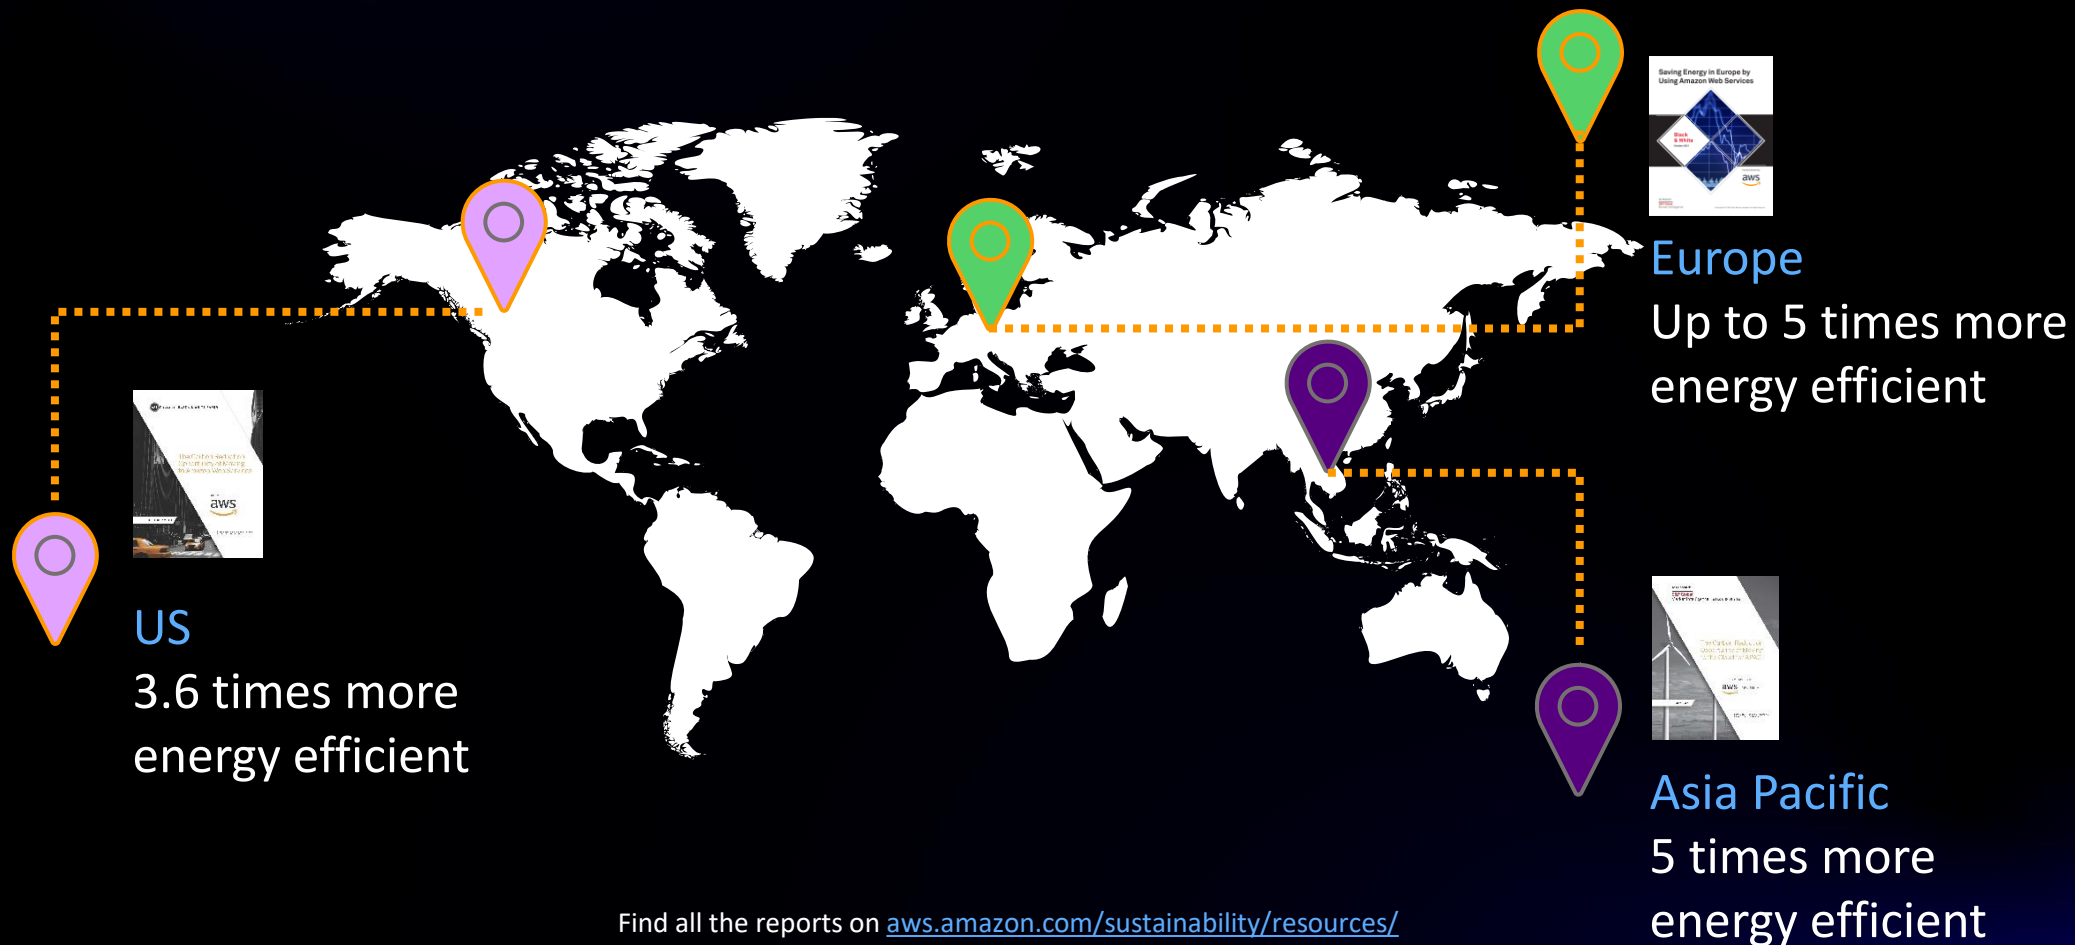 Saving Energy in Europe by
Using Amazon Web Services
Black
& White
aws
Europe
Up to 5 times more
energy efficient
aws
US
3.6 times more
energy efficient
aws
Asia Pacific
5 times more
energy efficient
Find all the reports on aws.amazon.com/sustainability/resources/